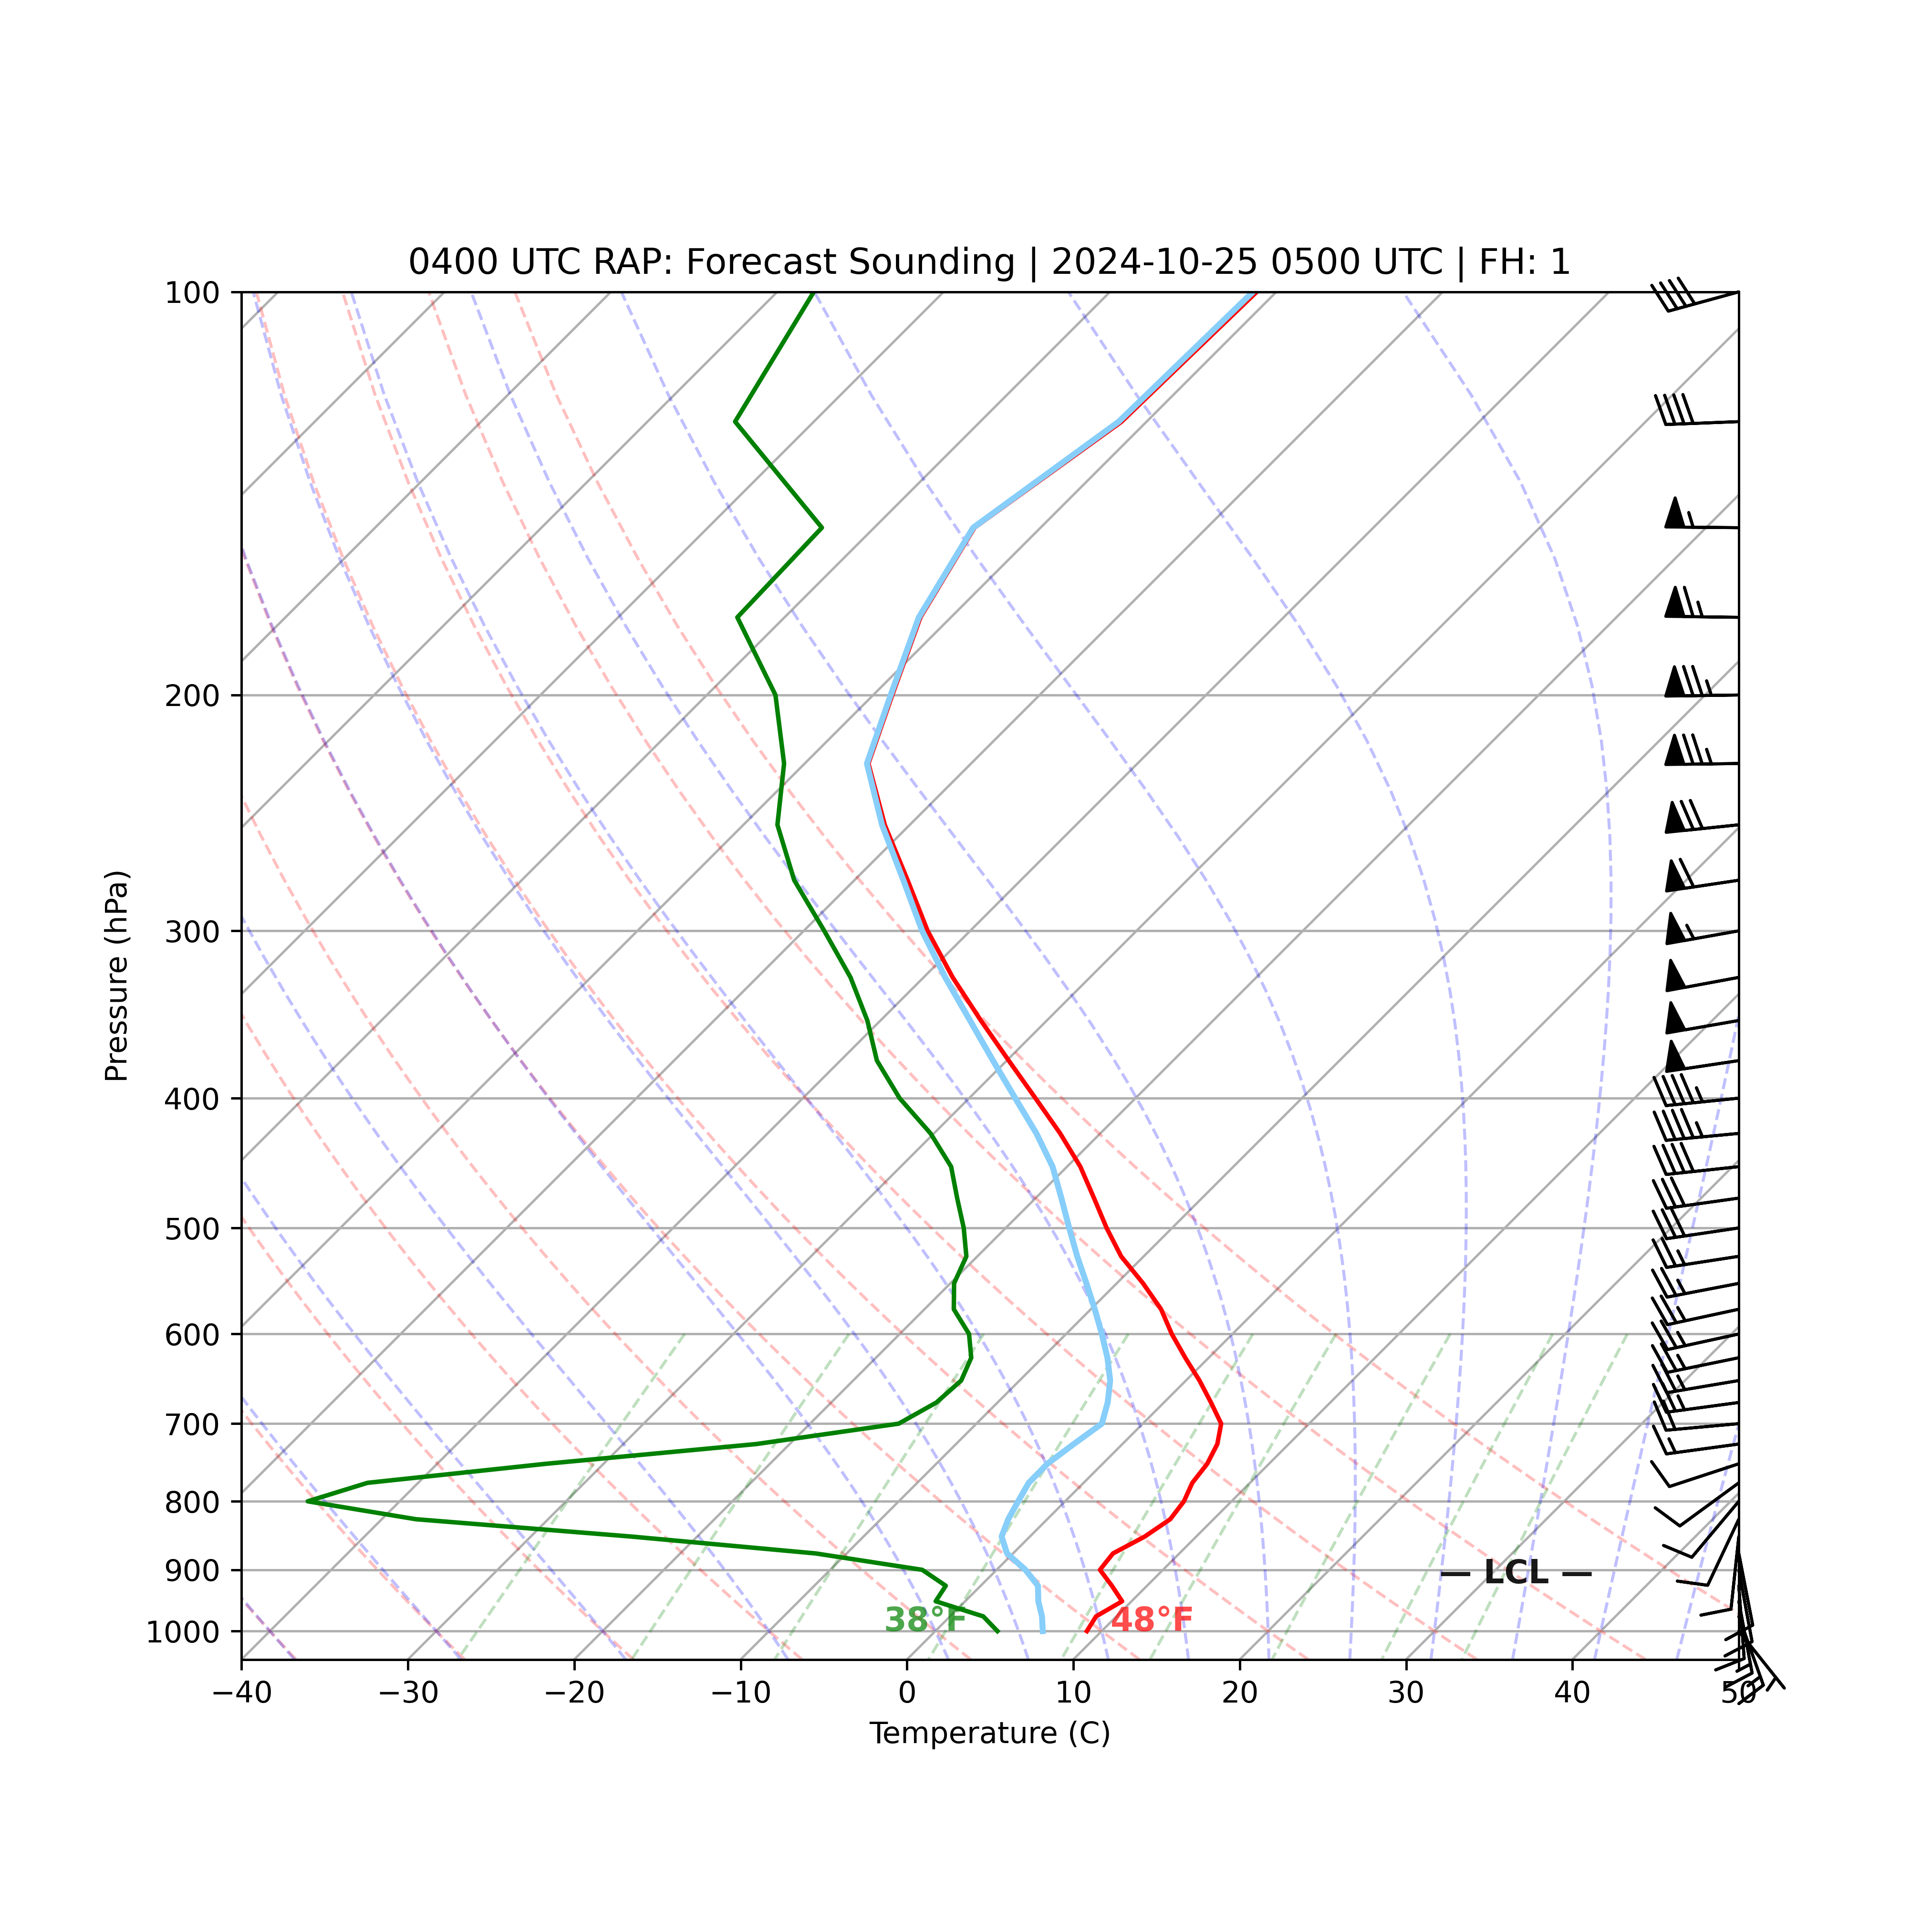 0400 UTC RAP: Forecast Sounding | 2024-10-25 0500 UTC | FH: 1
100
200
300
400
500
600
700
800
900
1000
Pressure (hPa)
— LCL —
38°F
48°F
−40 −30 −20 −10 0 10 20 30 40 50
Temperature (C)